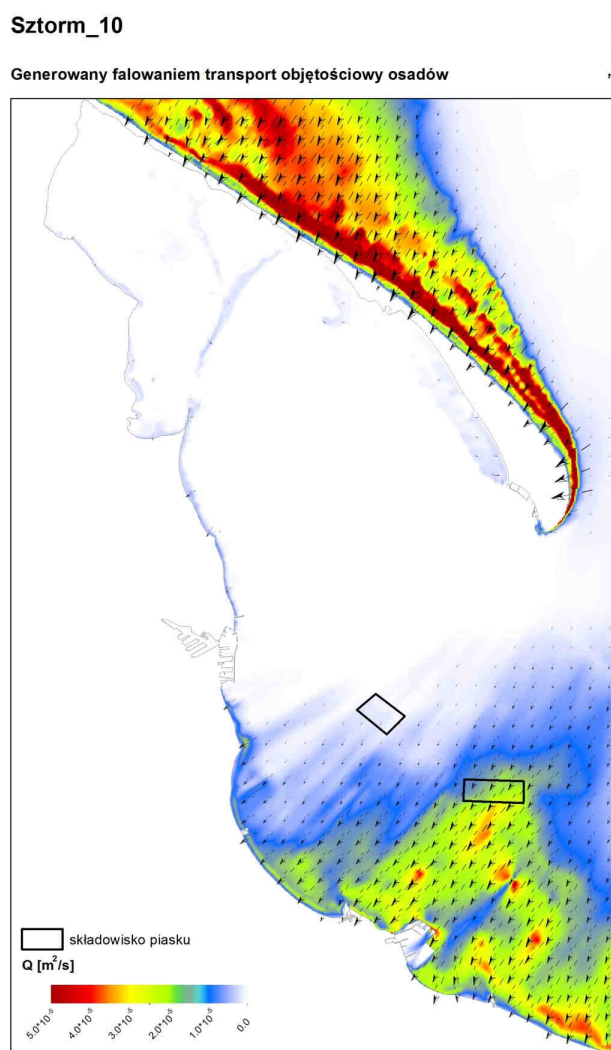 Sztorm_10
Generowany falowaniem transport objętościowy osadów
składowisko piasku
Q [m²/s]
5.0*10⁻⁵ 4.0*10⁻⁵ 3.0*10⁻⁵ 2.0*10⁻⁵ 1.0*10⁻⁵ 0.0